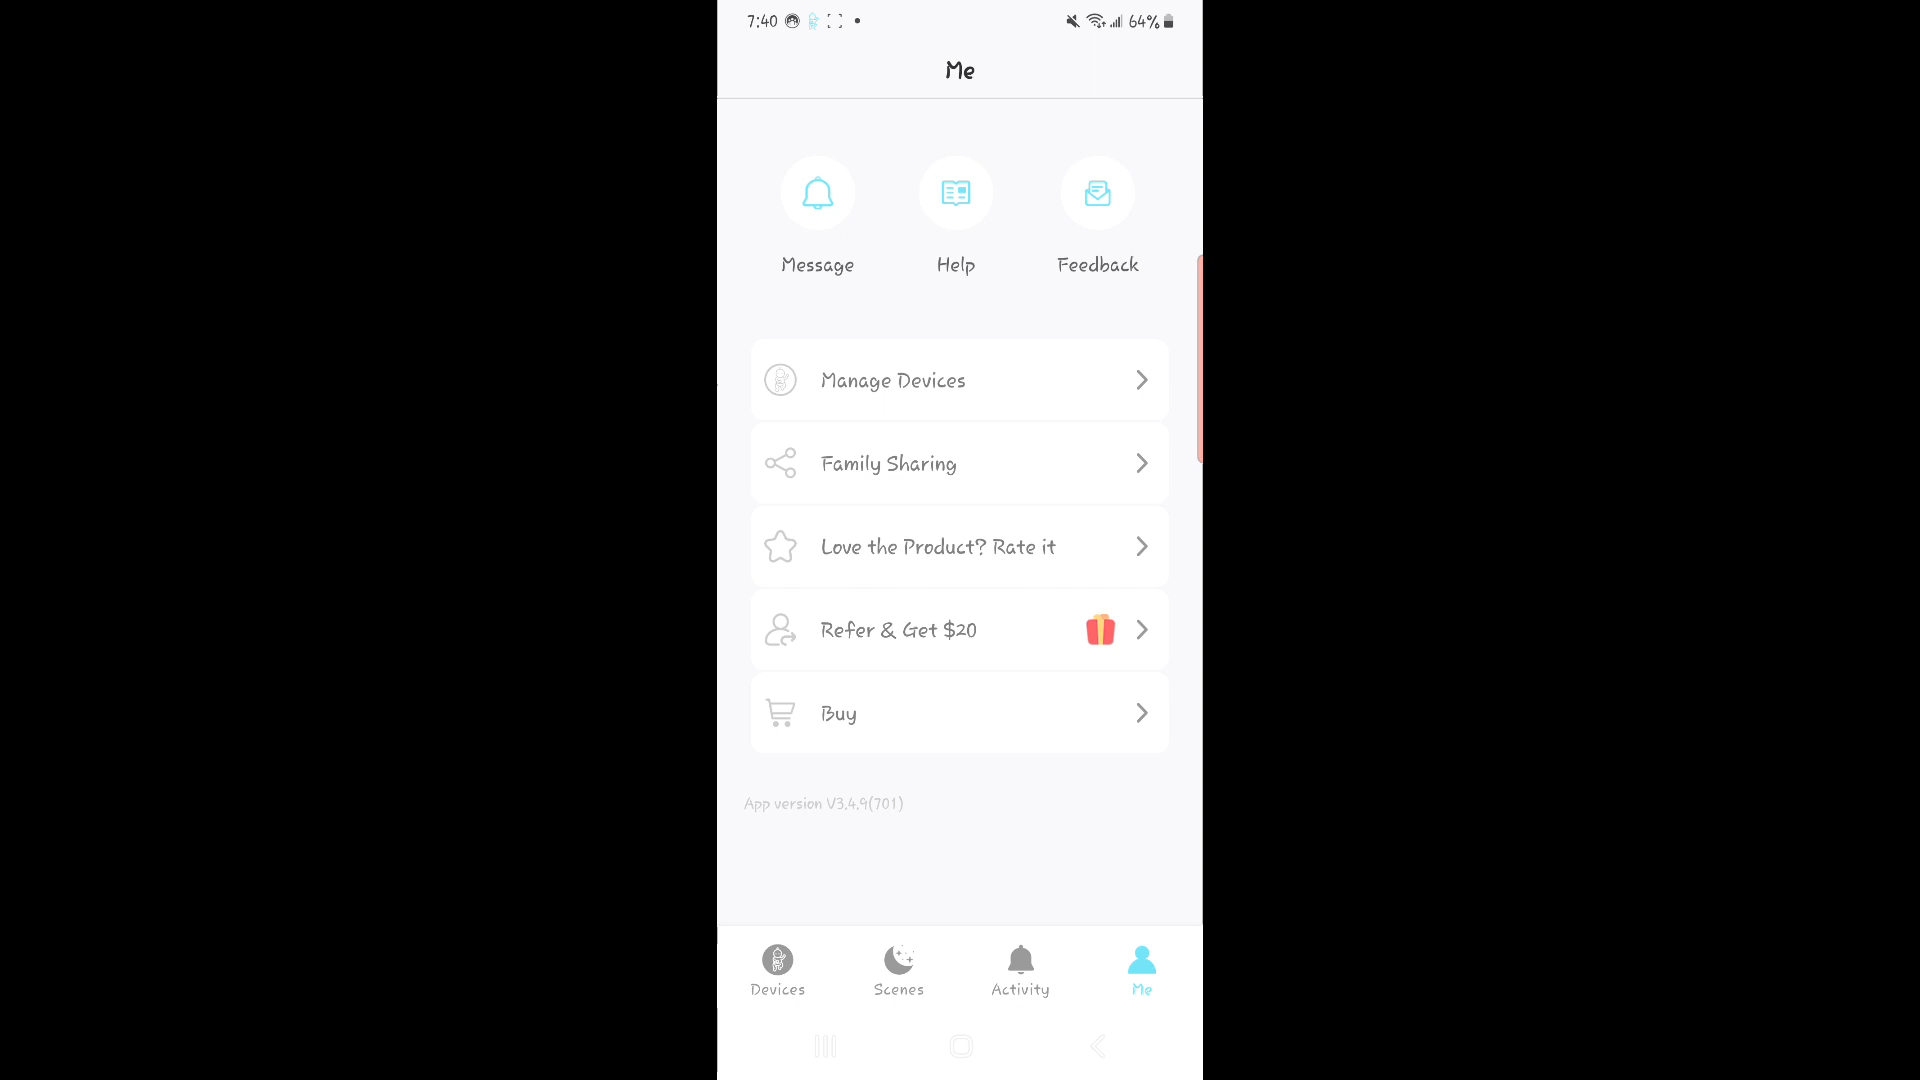 7:40
64%
Me
Message
Help
Feedback
Manage Devices
Family Sharing
Love the Product? Rate it
Refer & Get $20
Buy
App version V3.4.9(701)
Devices
Scenes
Activity
Me